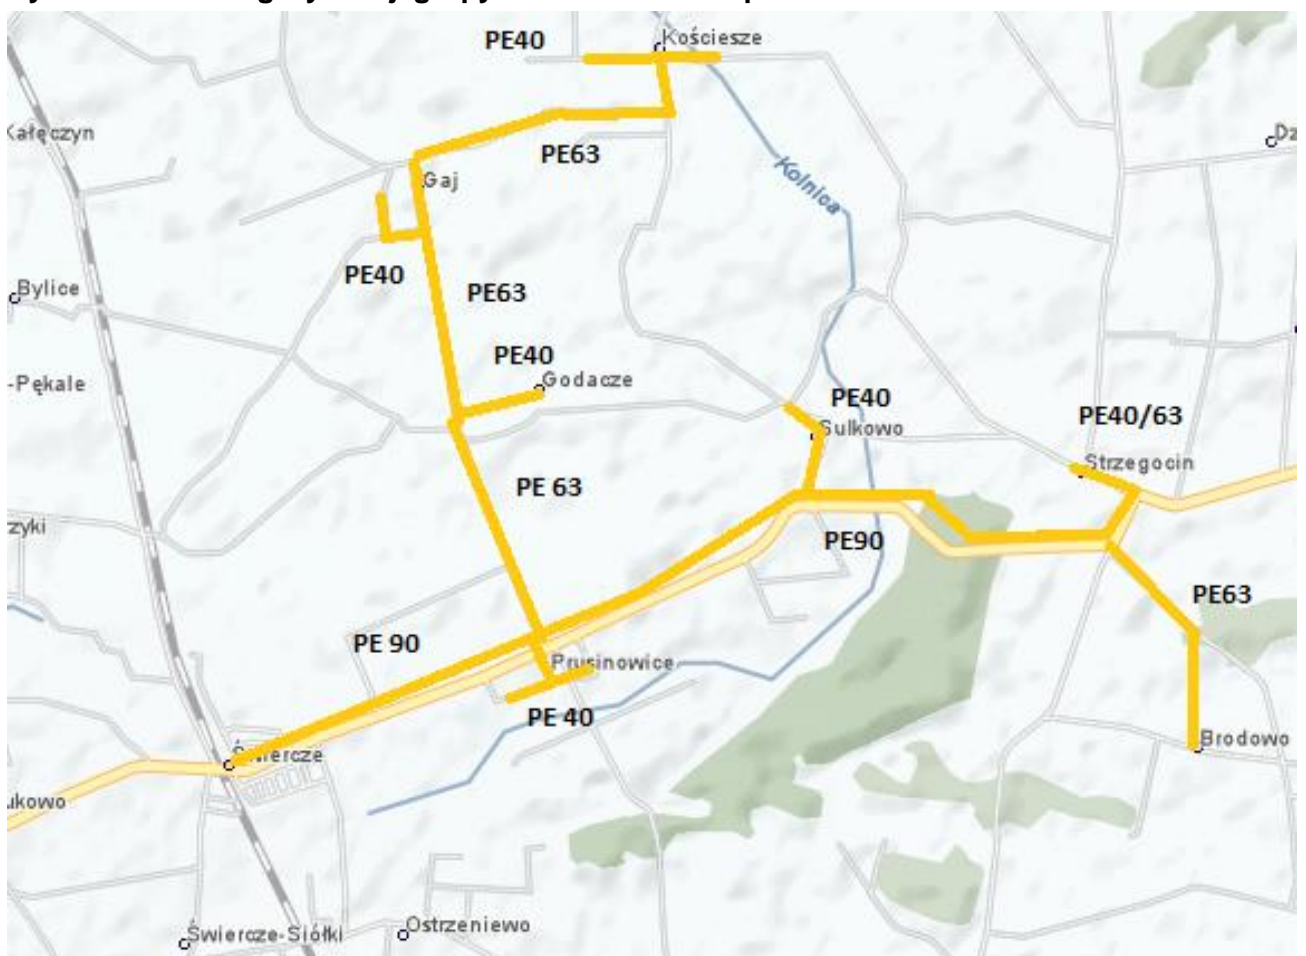 PE40
Kościesze
Kałęczyn
Dz
PE63
Gaj
Kolnica
PE40
PE63
Bylice
PE40
Godacze
-Pękale
PE40
Sulkowo
PE40/63
Strzegocin
PE 63
zyki
PE90
PE63
PE 90
Prusinowice
PE 40
Brodowo
Świercze
ukowo
Świercze-Siółki
Ostrzeniewo